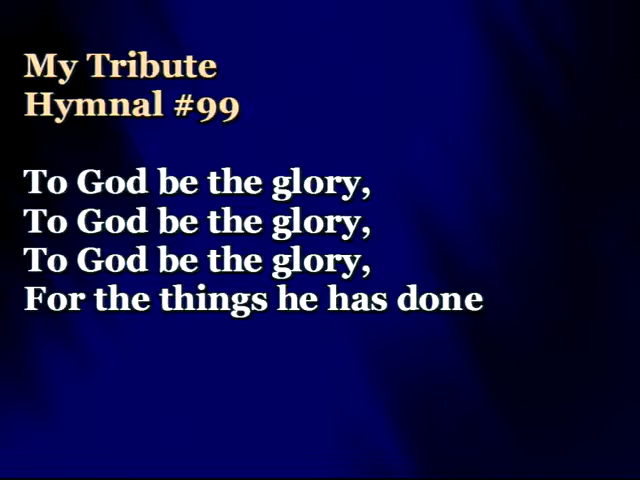 My Tribute
Hymnal #99
To God be the glory,
To God be the glory,
To God be the glory,
For the things he has done